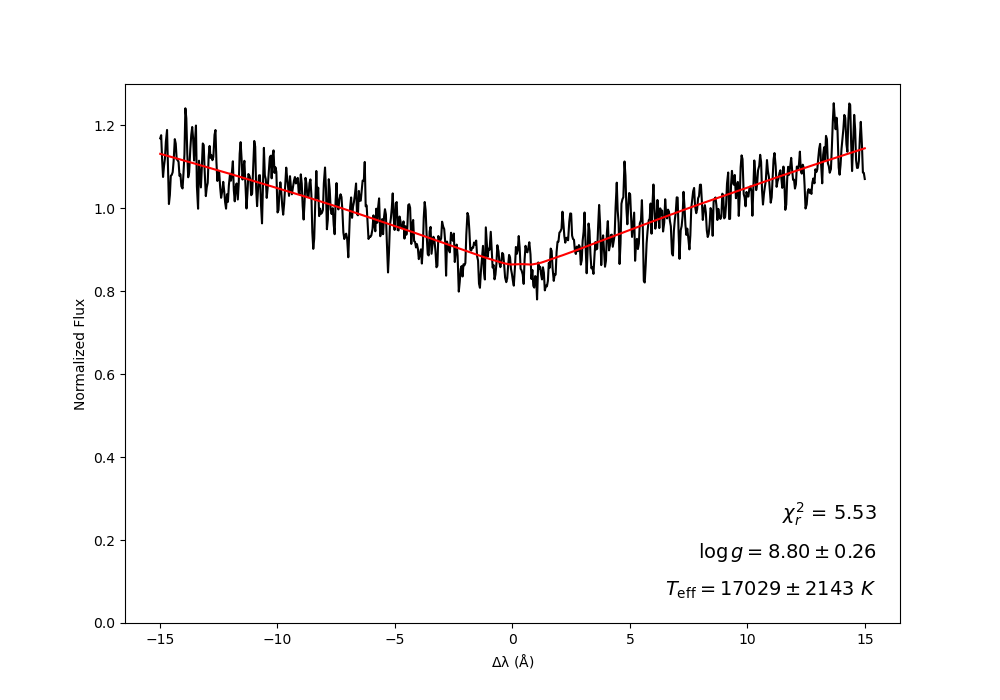 1.2
1.0
0.8
0.6
0.4
0.2
0.0
Normalized Flux
χ²ᵣ = 5.53
log g = 8.80 ± 0.26
T_eff = 17029 ± 2143 K
−15 −10 −5 0 5 10 15
Δλ (Å)